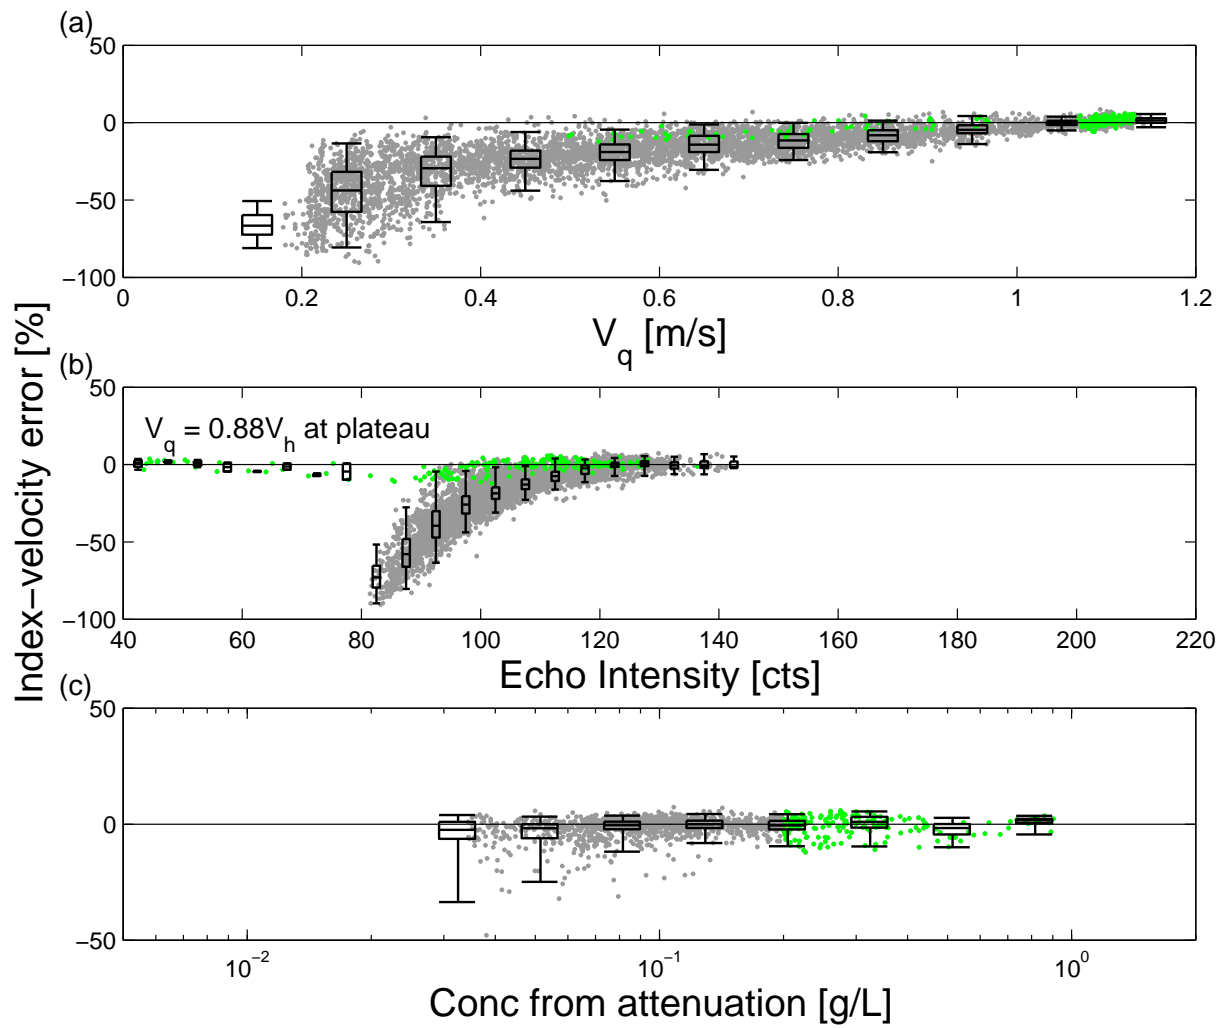 (a)
50
0
−50
−100
0 0.2 0.4 0.6 0.8 1 1.2
V_q [m/s]
Index−velocity error [%]
(b)
V_q = 0.88V_h at plateau
50
0
−50
−100
40 60 80 100 120 140 160 180 200 220
Echo Intensity [cts]
(c)
50
0
−50
10^−2 10^−1 10^0
Conc from attenuation [g/L]